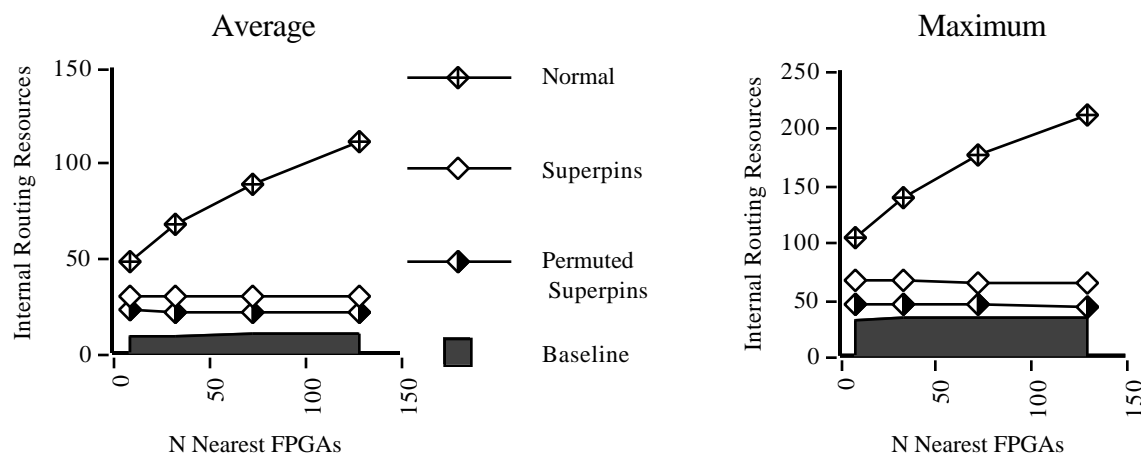 Average
Internal Routing Resources
150
100
50
0
0
50
100
150
N Nearest FPGAs
Normal
Superpins
Permuted
Superpins
Baseline
Maximum
Internal Routing Resources
250
200
150
100
50
0
0
50
100
150
N Nearest FPGAs